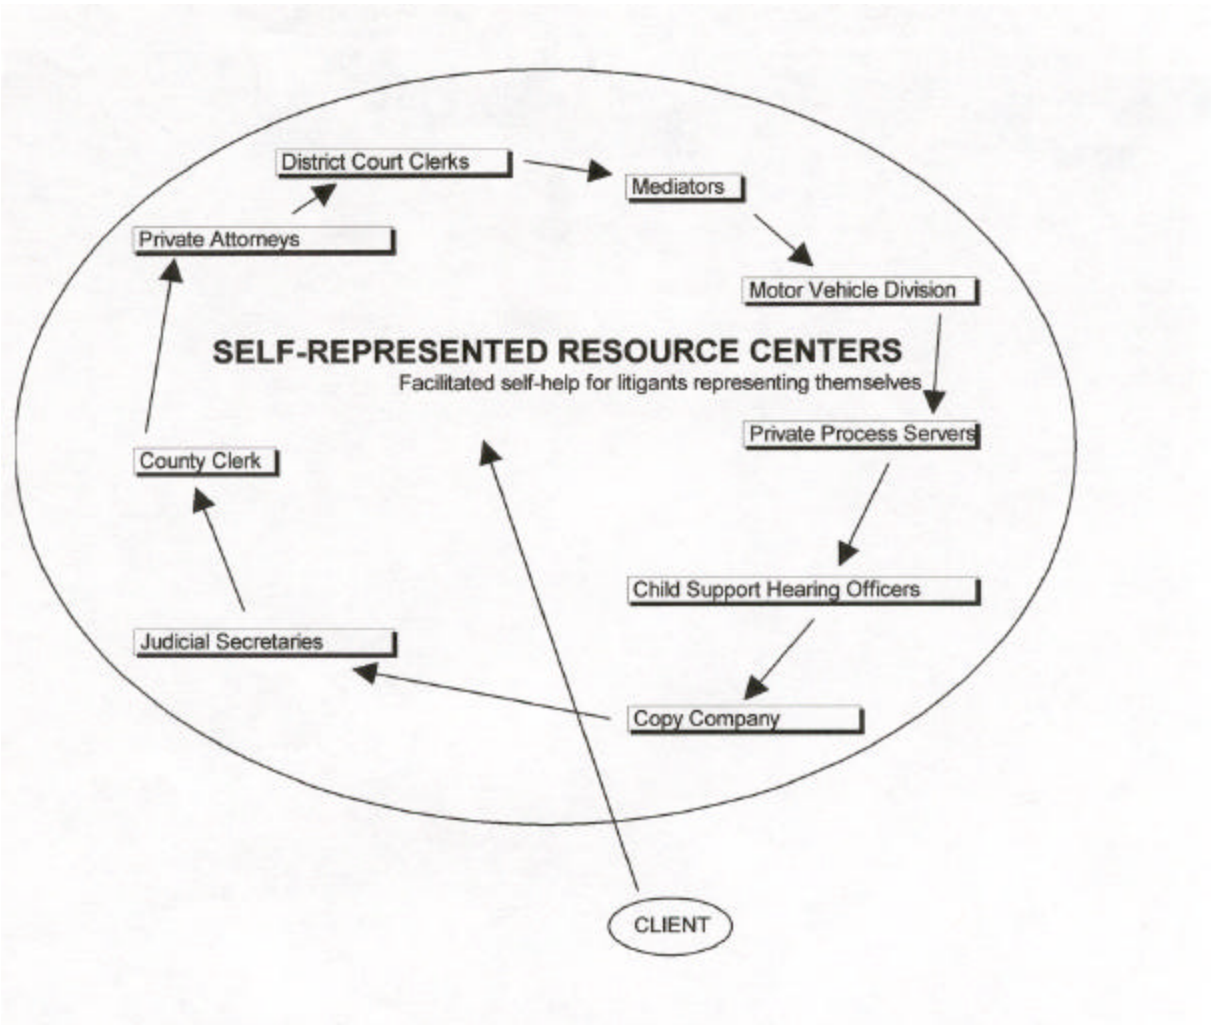 District Court Clerks
Mediators
Private Attorneys
Motor Vehicle Division
SELF-REPRESENTED RESOURCE CENTERS
Facilitated self-help for litigants representing themselves
Private Process Servers
County Clerk
Child Support Hearing Officers
Judicial Secretaries
Copy Company
CLIENT